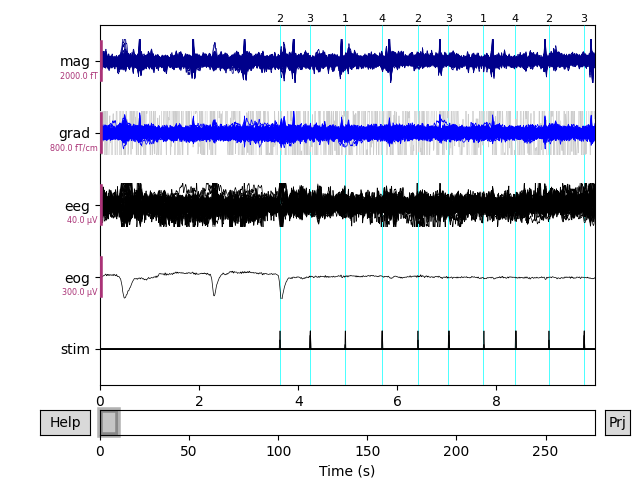 2 3 1 4 2 3 1 4 2 3
mag
2000.0 fT
grad
800.0 fT/cm
eeg
40.0 µV
eog
300.0 µV
stim
0 2 4 6 8
Help
Prj
0 50 100 150 200 250
Time (s)